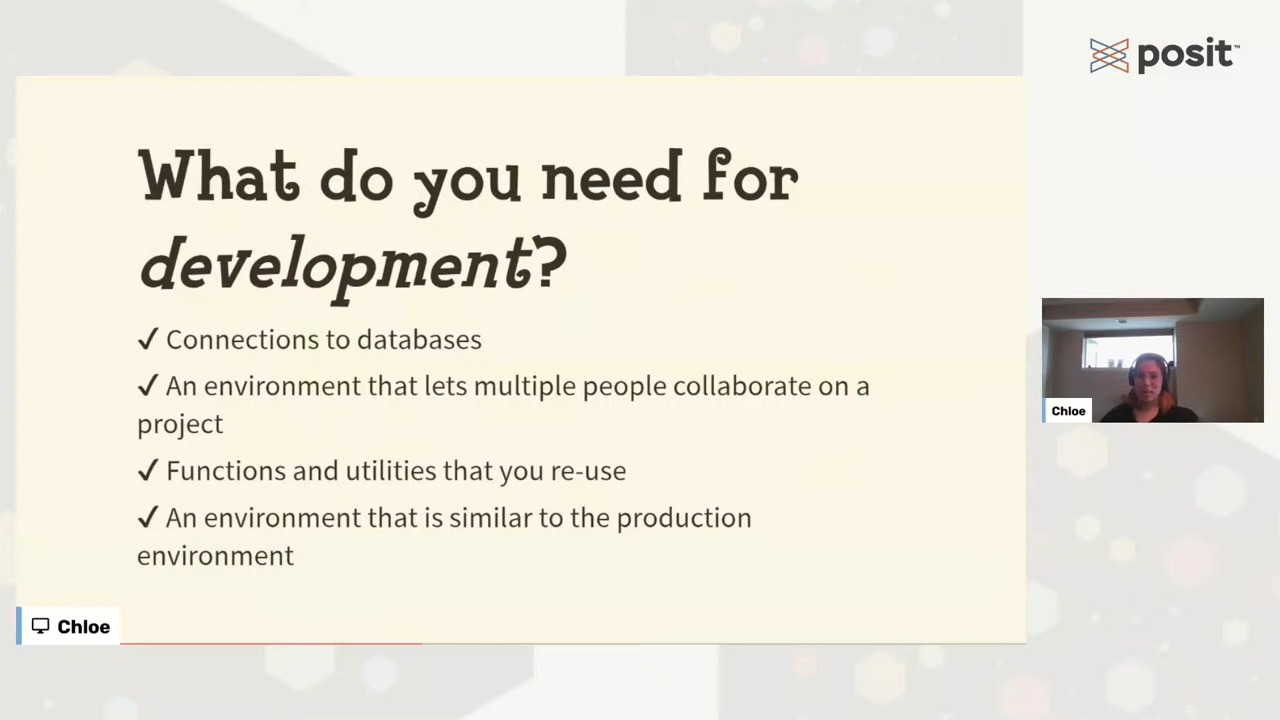 posit™
What do you need for
development?
✓ Connections to databases
✓ An environment that lets multiple people collaborate on a
project
✓ Functions and utilities that you re-use
✓ An environment that is similar to the production
environment
Chloe
Chloe